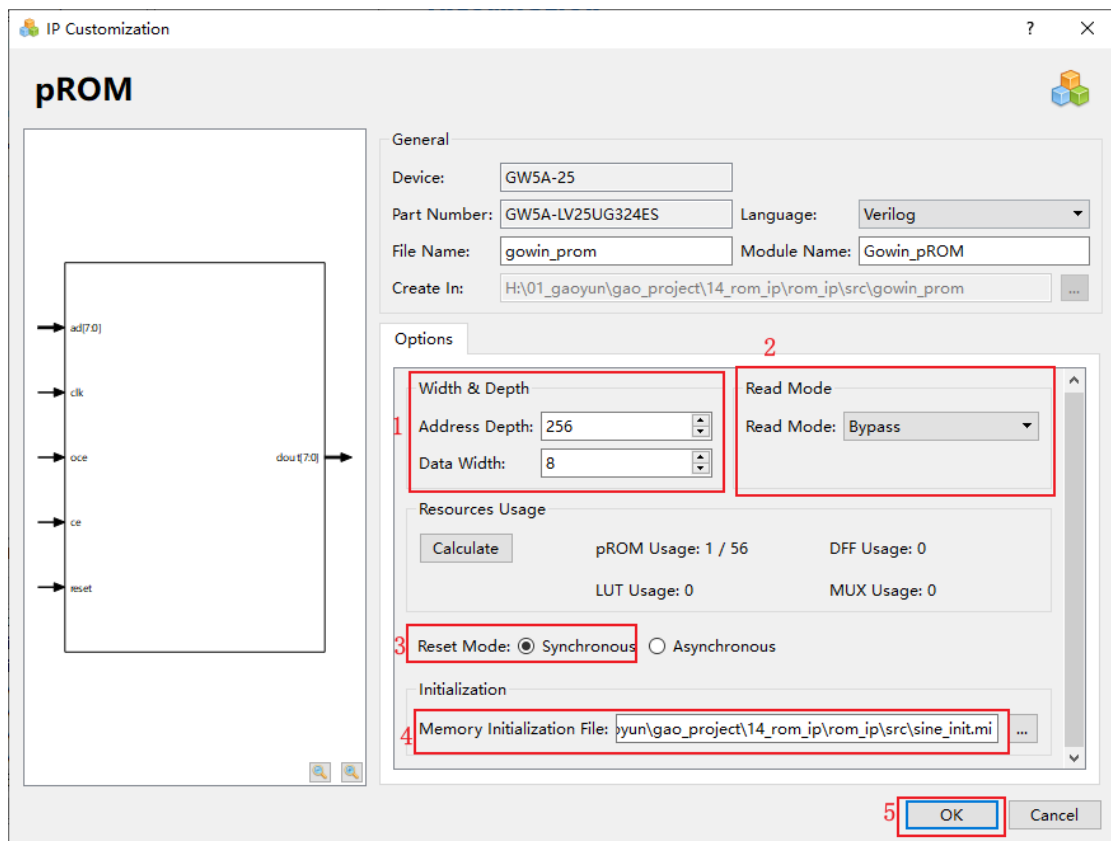 IP Customization
?
pROM
ad[7:0]
clk
oce
dout[7:0]
ce
reset
General
Device: GW5A-25
Part Number: GW5A-LV25UG324ES Language: Verilog
File Name: gowin_prom Module Name: Gowin_pROM
Create In: H:\01_gaoyun\gao_project\14_rom_ip\rom_ip\src\gowin_prom ...
Options
2
Width & Depth
Read Mode
1
Address Depth: 256
Read Mode: Bypass
Data Width: 8
Resources Usage
Calculate pROM Usage: 1 / 56 DFF Usage: 0
LUT Usage: 0 MUX Usage: 0
3 Reset Mode: Synchronous Asynchronous
Initialization
4 Memory Initialization File: oyun\gao_project\14_rom_ip\rom_ip\src\sine_init.mi ...
5 OK Cancel